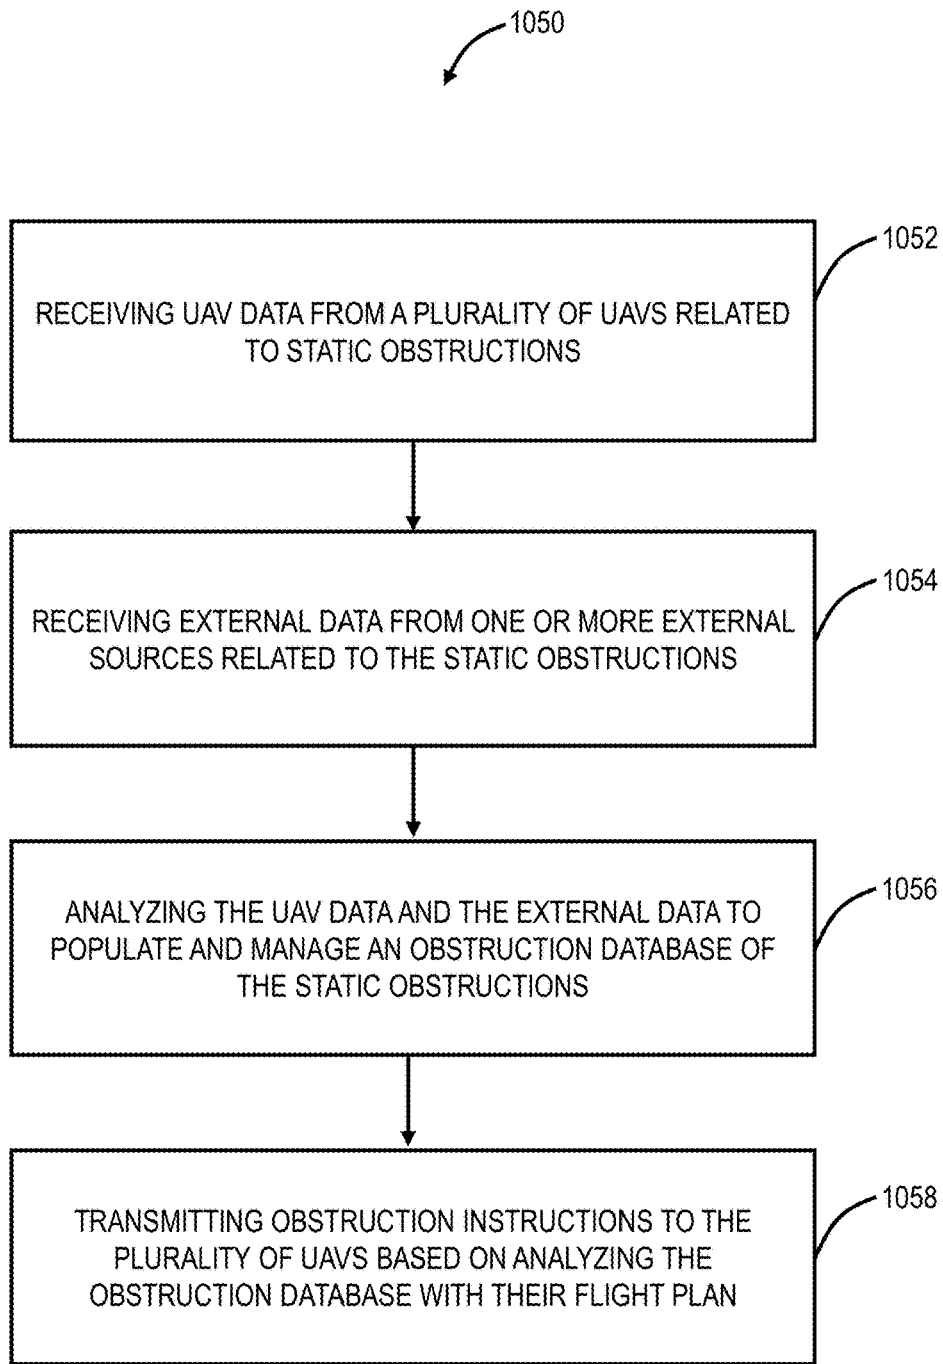 1050
1052
RECEIVING UAV DATA FROM A PLURALITY OF UAVS RELATED
TO STATIC OBSTRUCTIONS
1054
RECEIVING EXTERNAL DATA FROM ONE OR MORE EXTERNAL
SOURCES RELATED TO THE STATIC OBSTRUCTIONS
1056
ANALYZING THE UAV DATA AND THE EXTERNAL DATA TO
POPULATE AND MANAGE AN OBSTRUCTION DATABASE OF
THE STATIC OBSTRUCTIONS
1058
TRANSMITTING OBSTRUCTION INSTRUCTIONS TO THE
PLURALITY OF UAVS BASED ON ANALYZING THE
OBSTRUCTION DATABASE WITH THEIR FLIGHT PLAN